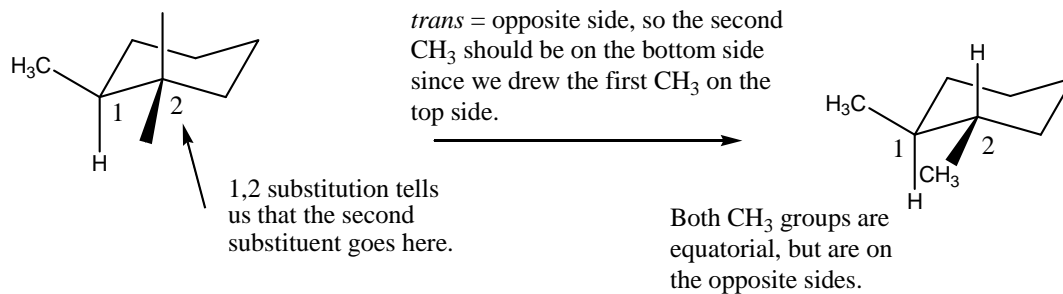 H₃C
1
2
H
1,2 substitution tells
us that the second
substituent goes here.
trans = opposite side, so the second
CH₃ should be on the bottom side
since we drew the first CH₃ on the
top side.
H
H₃C
1
2
CH₃
H
Both CH₃ groups are
equatorial, but are on
the opposite sides.